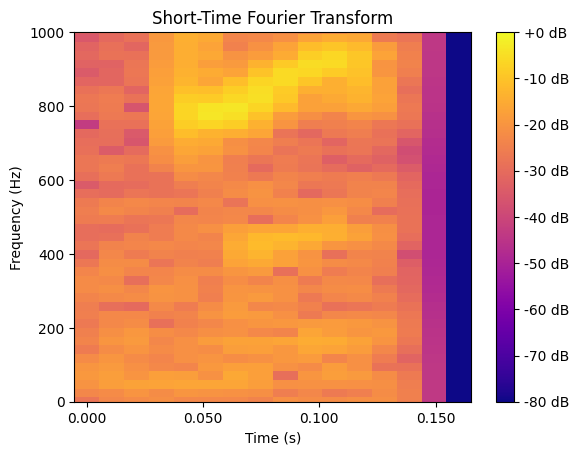 Short-Time Fourier Transform
1000
800
600
400
200
0
Frequency (Hz)
0.000
0.050
0.100
0.150
Time (s)
+0 dB
-10 dB
-20 dB
-30 dB
-40 dB
-50 dB
-60 dB
-70 dB
-80 dB